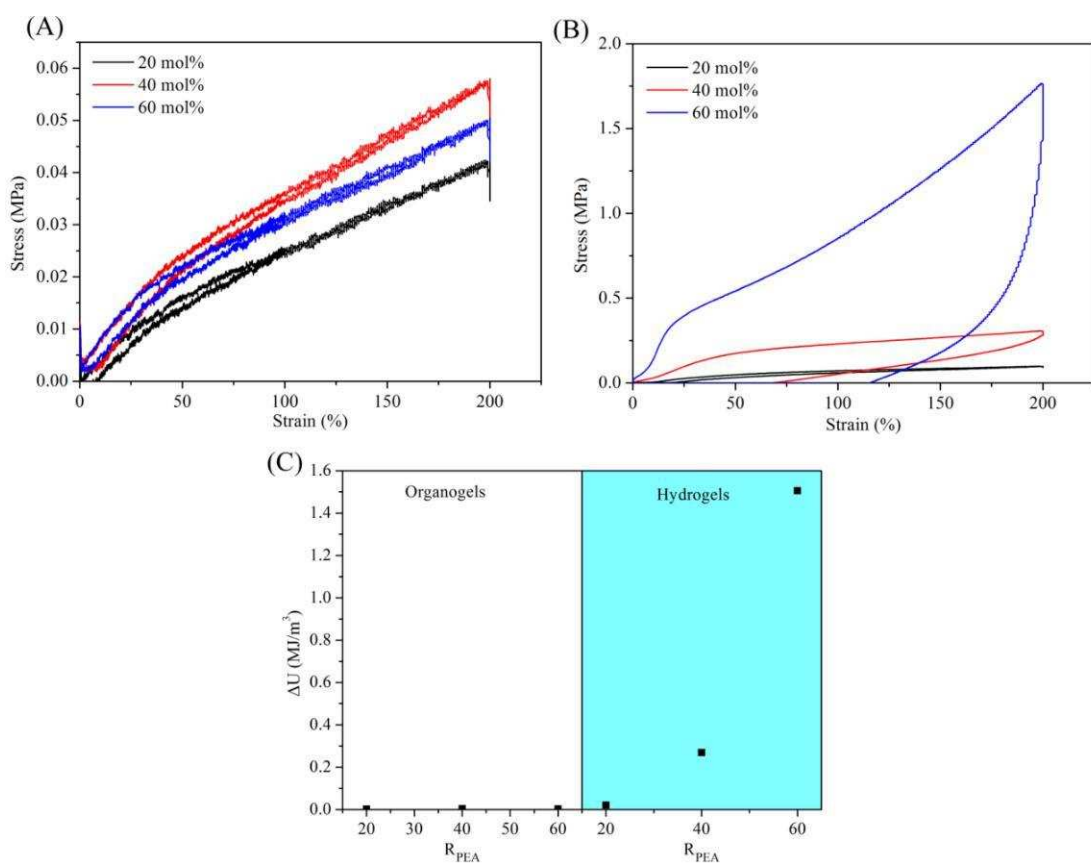 (A)
20 mol%
40 mol%
60 mol%
0.06
0.05
0.04
0.03
0.02
0.01
0.00
Stress (MPa)
0
50
100
150
200
Strain (%)
(B)
20 mol%
40 mol%
60 mol%
2.0
1.5
1.0
0.5
0.0
Stress (MPa)
0
50
100
150
200
Strain (%)
(C)
Organogels
Hydrogels
1.6
1.4
1.2
1.0
0.8
0.6
0.4
0.2
0.0
ΔU (MJ/m³)
20 30 40 50 60
20 40 60
R_PEA
R_PEA